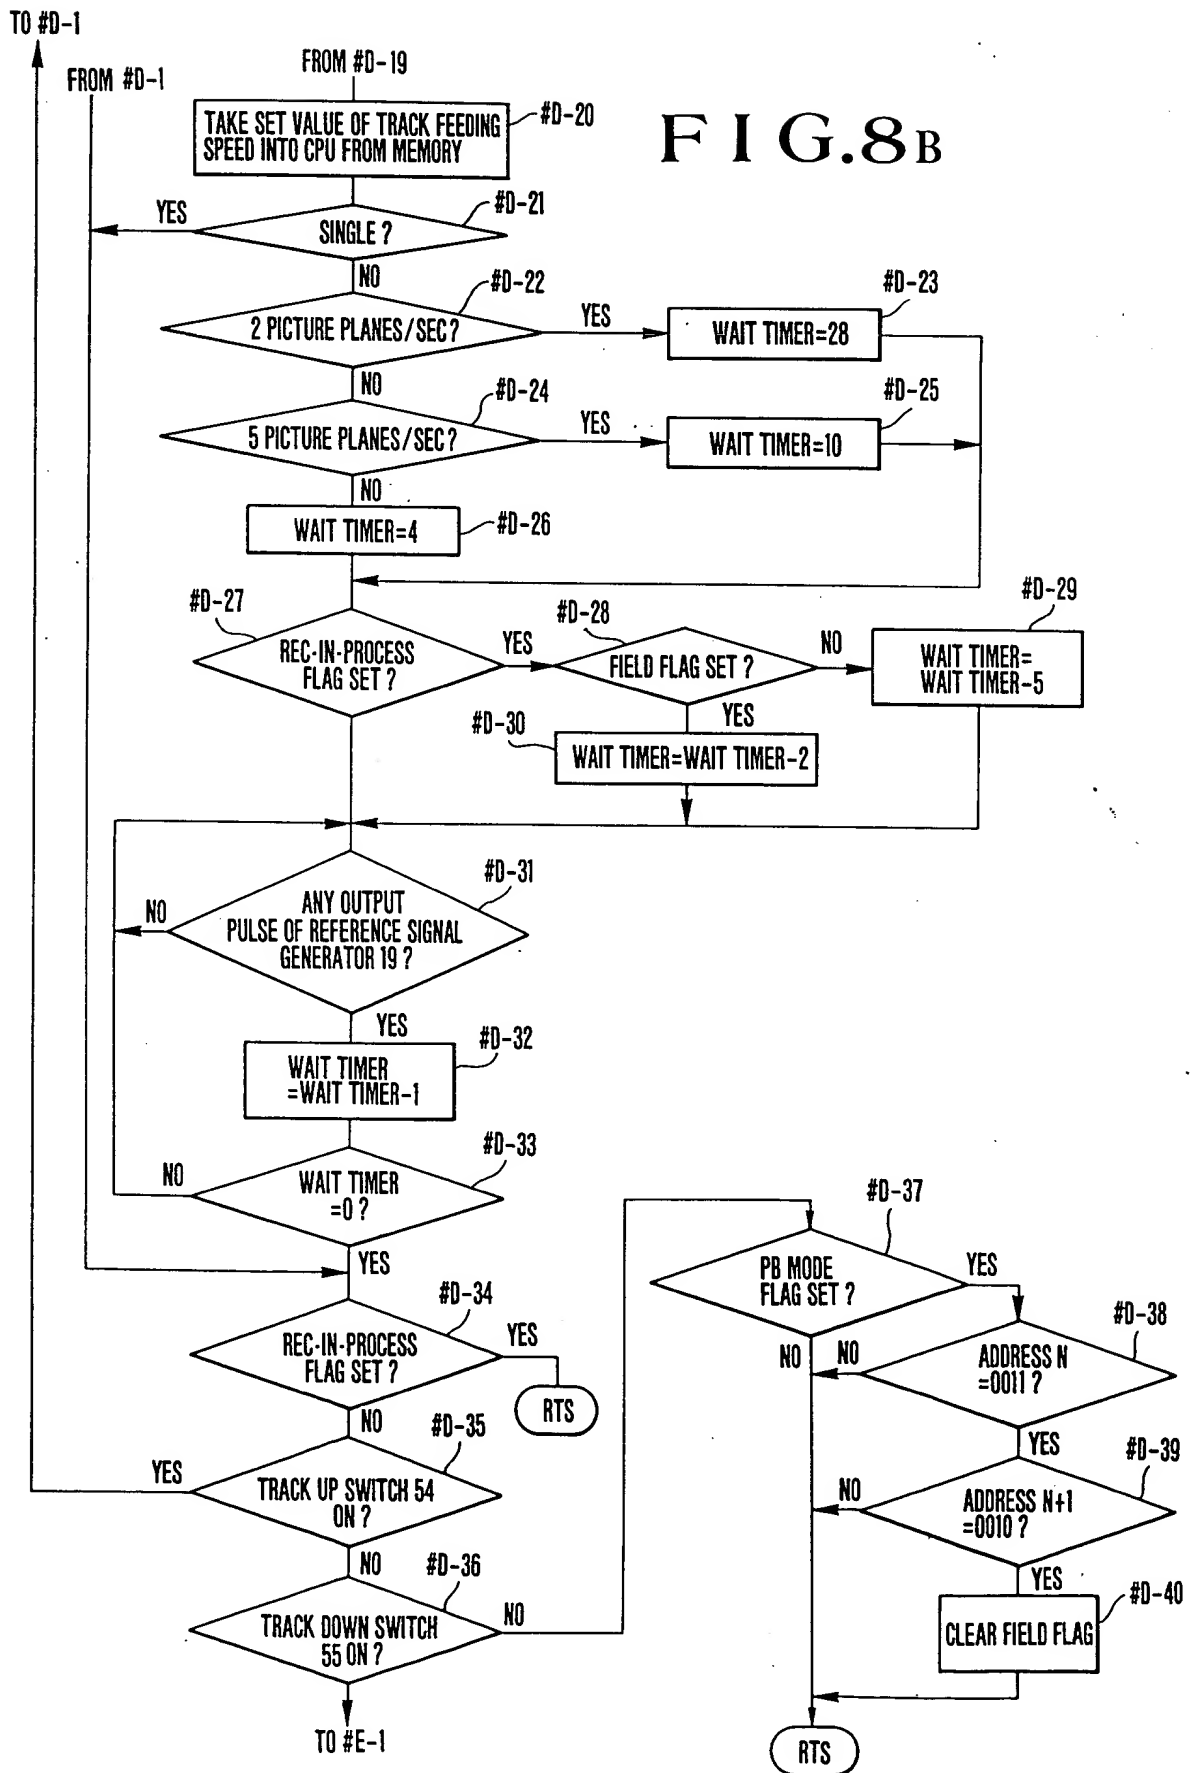 TO #D-1
FROM #D-1
FROM #D-19
#D-20
TAKE SET VALUE OF TRACK FEEDING
SPEED INTO CPU FROM MEMORY
FIG.8B
#D-21
YES
SINGLE ?
NO
#D-22
2 PICTURE PLANES/SEC?
YES
#D-23
WAIT TIMER=28
NO
#D-24
5 PICTURE PLANES/SEC?
YES
#D-25
WAIT TIMER=10
NO
WAIT TIMER=4
#D-26
#D-27
REC-IN-PROCESS
FLAG SET ?
YES
#D-28
FIELD FLAG SET ?
NO
#D-29
WAIT TIMER=
WAIT TIMER-5
YES
#D-30
WAIT TIMER=WAIT TIMER-2
#D-31
NO
ANY OUTPUT
PULSE OF REFERENCE SIGNAL
GENERATOR 19 ?
YES
#D-32
WAIT TIMER
=WAIT TIMER-1
#D-33
NO
WAIT TIMER
=0 ?
YES
#D-34
REC-IN-PROCESS
FLAG SET ?
YES
RTS
NO
#D-35
YES
TRACK UP SWITCH 54
ON ?
NO
#D-36
TRACK DOWN SWITCH
55 ON ?
NO
TO #E-1
#D-37
PB MODE
FLAG SET ?
YES
NO
#D-38
NO
ADDRESS N
=0011 ?
YES
#D-39
NO
ADDRESS N+1
=0010 ?
YES
#D-40
CLEAR FIELD FLAG
RTS